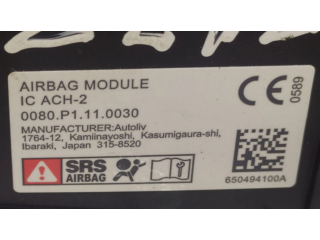 AIRBAG MODULE
IC ACH-2
0080.P1.11.0030
MANUFACTURER:Autoliv
1764-12, Kamiinayoshi, Kasumigaura-shi,
Ibaraki, Japan 315-8520
0589
SRS
AIRBAG
650494100A